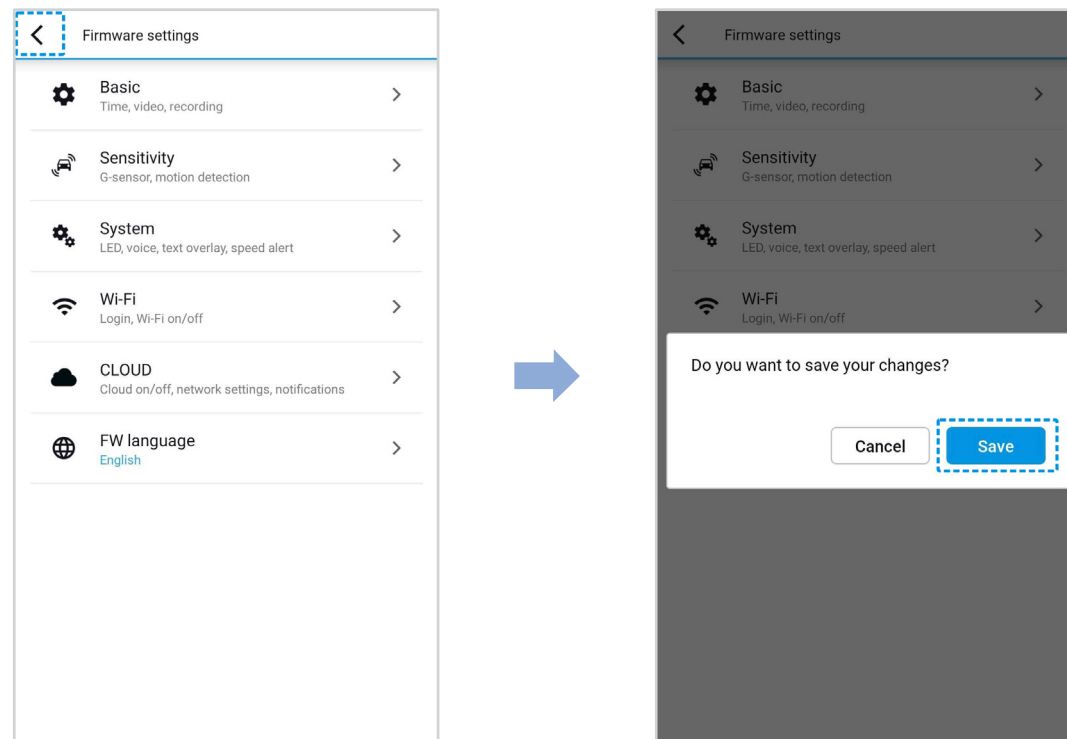 Firmware settings
Basic
Time, video, recording
Sensitivity
G-sensor, motion detection
System
LED, voice, text overlay, speed alert
Wi-Fi
Login, Wi-Fi on/off
CLOUD
Cloud on/off, network settings, notifications
FW language
English
Firmware settings
Basic
Time, video, recording
Sensitivity
G-sensor, motion detection
System
LED, voice, text overlay, speed alert
Wi-Fi
Login, Wi-Fi on/off
Do you want to save your changes?
Cancel Save